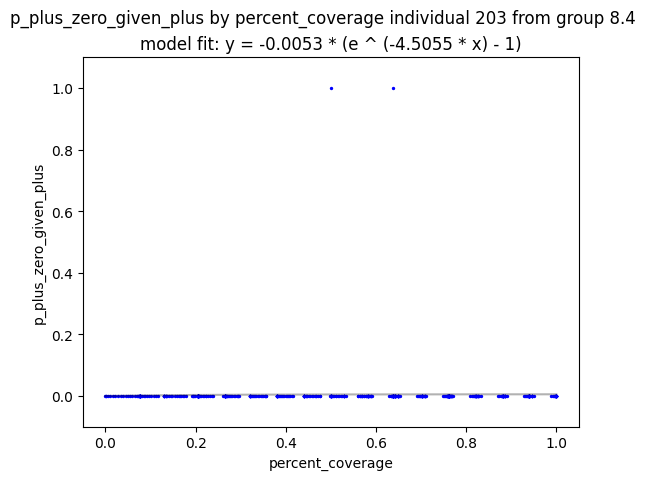 p_plus_zero_given_plus by percent_coverage individual 203 from group 8.4
model fit: y = -0.0053 * (e ^ (-4.5055 * x) - 1)
p_plus_zero_given_plus
1.0
0.8
0.6
0.4
0.2
0.0
0.0 0.2 0.4 0.6 0.8 1.0
percent_coverage